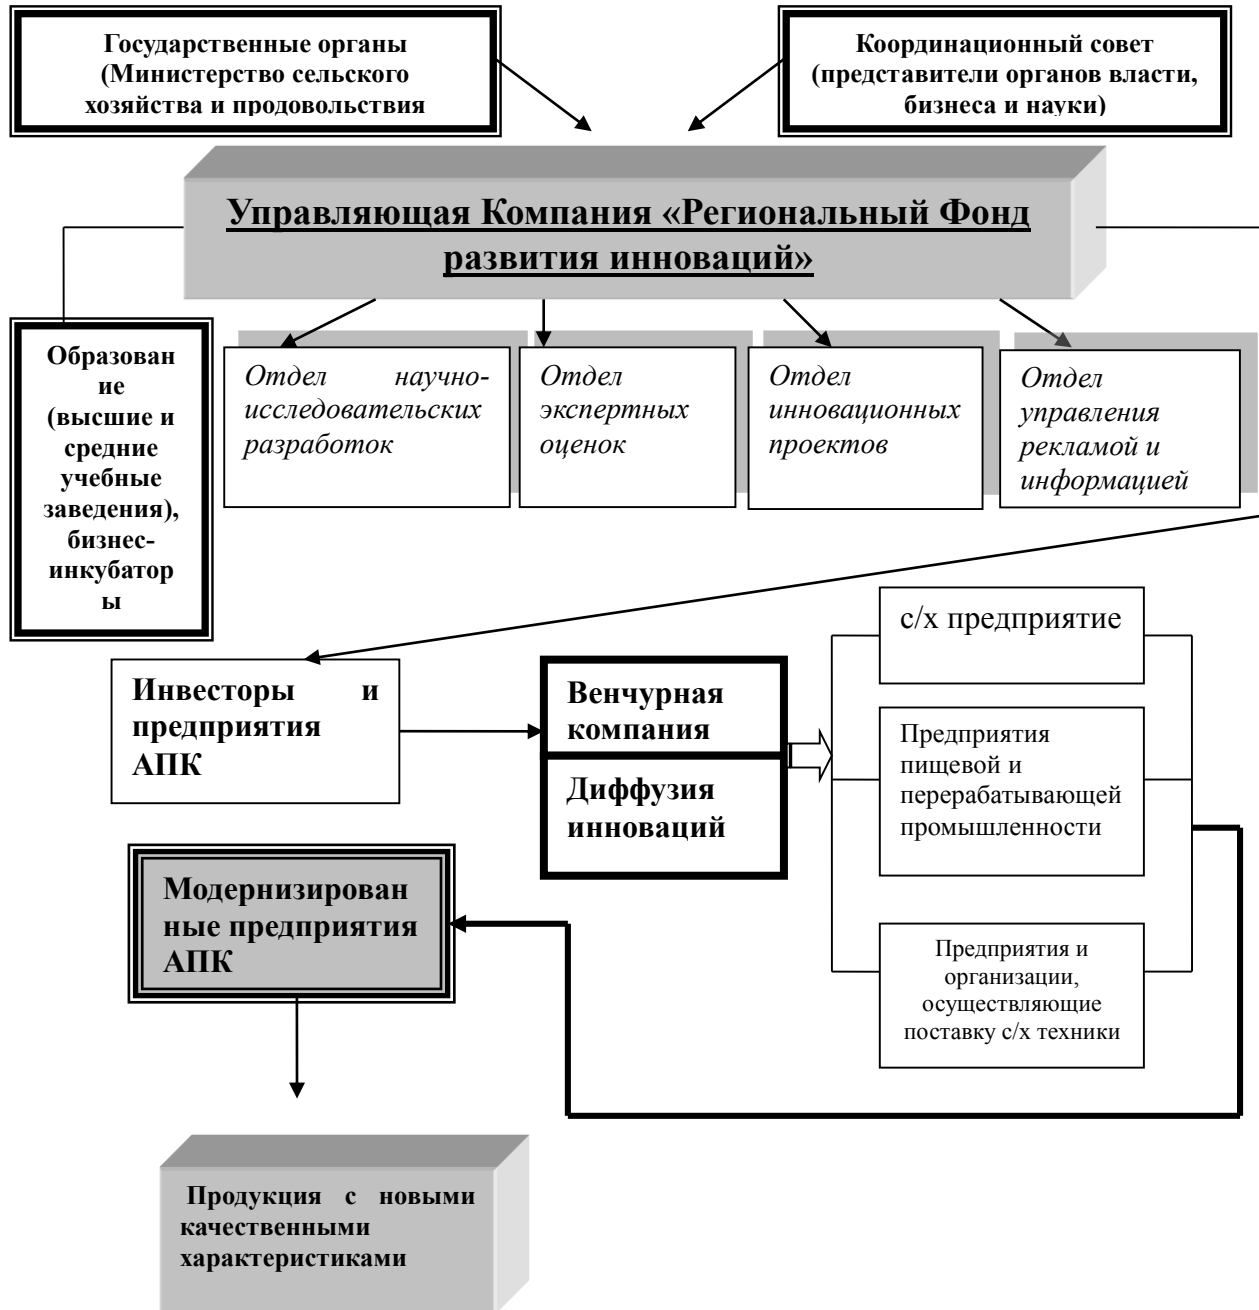 Государственные органы
(Министерство сельского
хозяйства и продовольствия
Координационный совет
(представители органов власти,
бизнеса и науки)
Управляющая Компания «Региональный Фонд
развития инноваций»
Образован
ие
(высшие и
средние
учебные
заведения),
бизнес-
инкубатор
ы
Отдел научно-
исследовательских
разработок
Отдел
экспертных
оценок
Отдел
инновационных
проектов
Отдел
управления
рекламой и
информацией
Инвесторы и
предприятия
АПК
Венчурная
компания
Диффузия
инноваций
с/х предприятие
Предприятия
пищевой и
перерабатывающей
промышленности
Предприятия и
организации,
осуществляющие
поставку с/х техники
Модернизирован
ные предприятия
АПК
Продукция с новыми
качественными
характеристиками